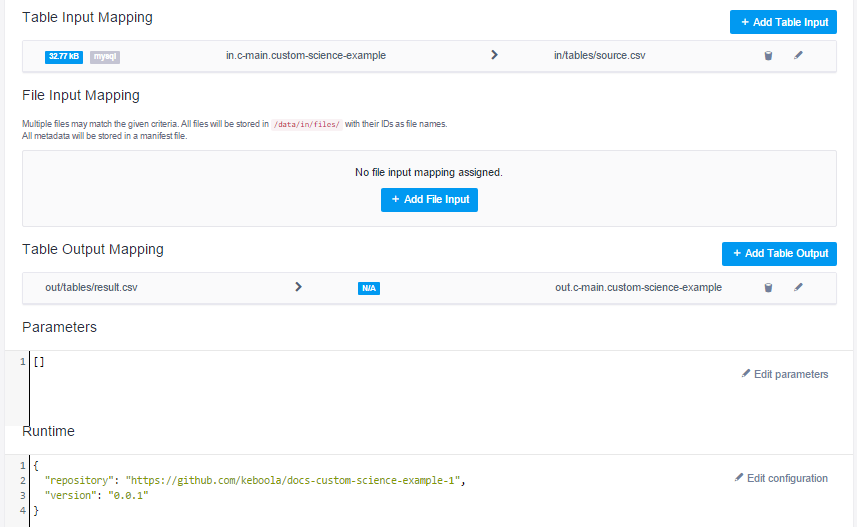 Table Input Mapping
+ Add Table Input
32.77 kB mysql in.c-main.custom-science-example in/tables/source.csv
File Input Mapping
Multiple files may match the given criteria. All files will be stored in /data/in/files/ with their IDs as file names.
All metadata will be stored in a manifest file.
No file input mapping assigned.
+ Add File Input
Table Output Mapping
+ Add Table Output
out/tables/result.csv N/A out.c-main.custom-science-example
Parameters
1 []
Edit parameters
Runtime
1 {
2 "repository": "https://github.com/keboola/docs-custom-science-example-1",
Edit configuration
3 "version": "0.0.1"
4 }